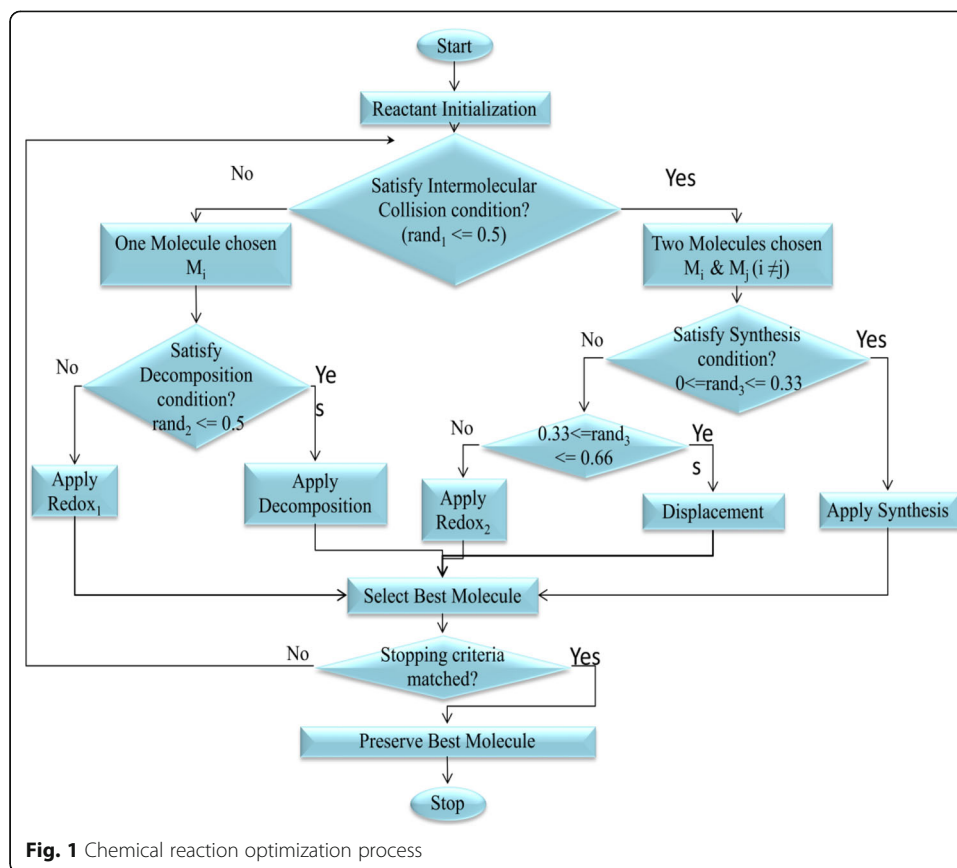 Start
Reactant Initialization
No
Satisfy Intermolecular
Collision condition?
(rand₁ <= 0.5)
Yes
One Molecule chosen
Mᵢ
Two Molecules chosen
Mᵢ & Mⱼ (i ≠j)
No
Satisfy
Decomposition
condition?
rand₂ <= 0.5
Ye
s
No
Satisfy Synthesis
condition?
0<=rand₃<= 0.33
Yes
No
0.33<=rand₃
<= 0.66
Ye
s
Apply
Redox₁
Apply
Decomposition
Apply
Redox₂
Displacement
Apply Synthesis
Select Best Molecule
No
Stopping criteria
matched?
Yes
Preserve Best Molecule
Stop
Fig. 1 Chemical reaction optimization process